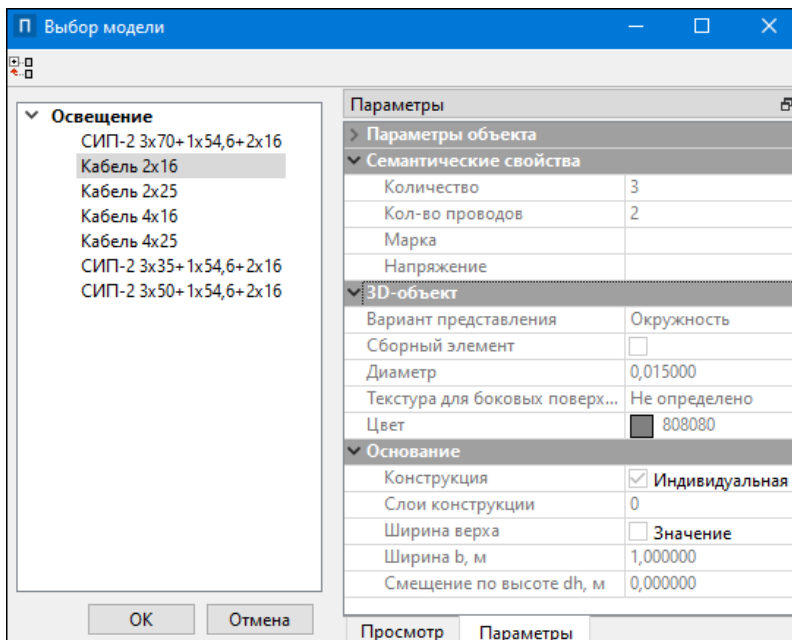 П Выбор модели
Освещение
СИП-2 3х70+1х54,6+2х16
Кабель 2х16
Кабель 2х25
Кабель 4х16
Кабель 4х25
СИП-2 3х35+1х54,6+2х16
СИП-2 3х50+1х54,6+2х16
ОК Отмена
Параметры
Параметры объекта
Семантические свойства
Количество 3
Кол-во проводов 2
Марка
Напряжение
3D-объект
Вариант представления Окружность
Сборный элемент
Диаметр 0,015000
Текстура для боковых поверх... Не определено
Цвет 808080
Основание
Конструкция Индивидуальная
Слои конструкции 0
Ширина верха Значение
Ширина b, м 1,000000
Смещение по высоте dh, м 0,000000
Просмотр Параметры